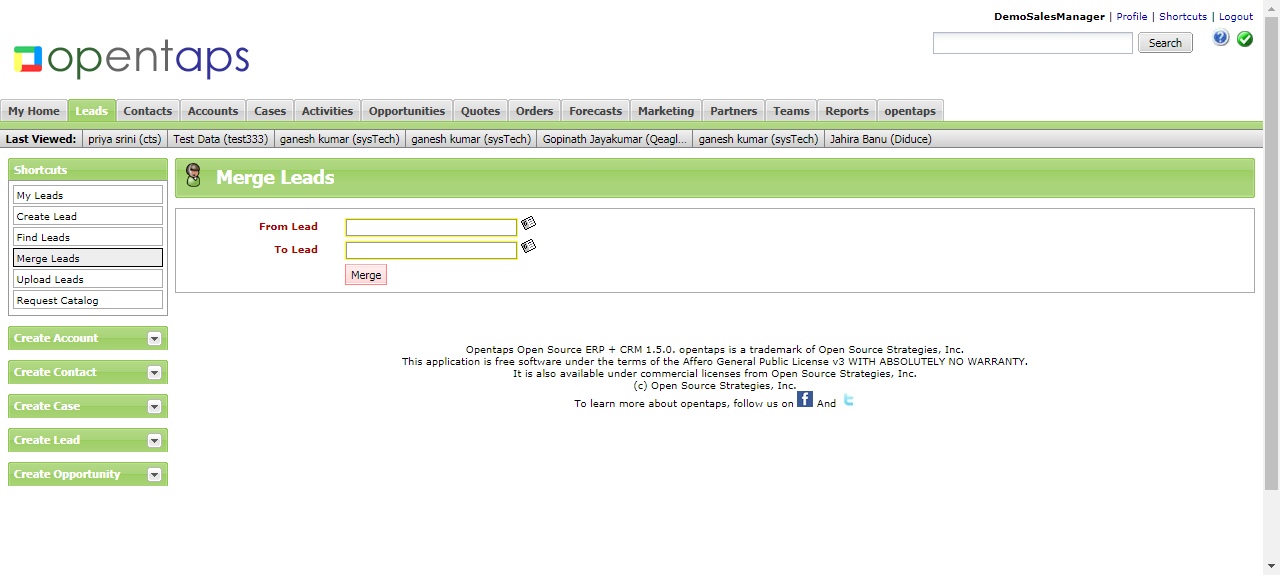 DemoSalesManager | Profile | Shortcuts | Logout
Search
opentaps
My Home Leads Contacts Accounts Cases Activities Opportunities Quotes Orders Forecasts Marketing Partners Teams Reports opentaps
Last Viewed: priya srini (cts) Test Data (test333) ganesh kumar (sysTech) ganesh kumar (sysTech) Gopinath Jayakumar (Qeagl... ganesh kumar (sysTech) Jahira Banu (Diduce)
Shortcuts
My Leads
Create Lead
Find Leads
Merge Leads
Upload Leads
Request Catalog
Create Account
Create Contact
Create Case
Create Lead
Create Opportunity
Merge Leads
From Lead
To Lead
Merge
Opentaps Open Source ERP + CRM 1.5.0. opentaps is a trademark of Open Source Strategies, Inc.
This application is free software under the terms of the Affero General Public License v3 WITH ABSOLUTELY NO WARRANTY.
It is also available under commercial licenses from Open Source Strategies, Inc.
(c) Open Source Strategies, Inc.
To learn more about opentaps, follow us on f And t